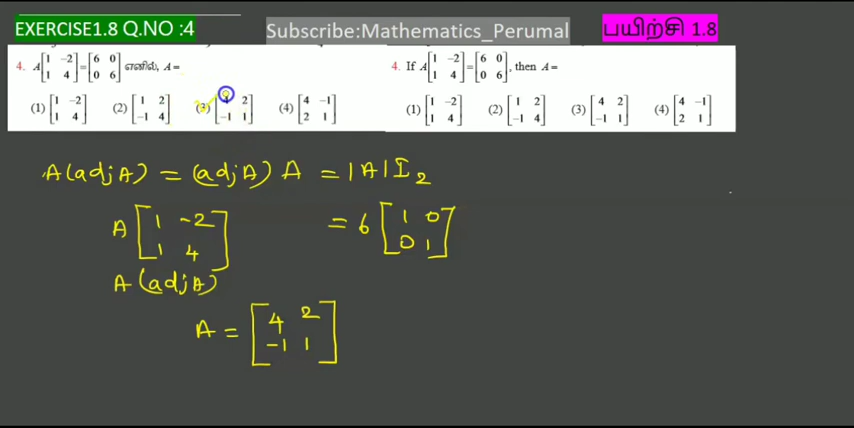 EXERCISE1.8 Q.NO :4
Subscribe:Mathematics_Perumal
பயிற்சி 1.8
4. A[1 -2; 1 4] = [6 0; 0 6] எனில், A=
(1) [1 -2; 1 4] (2) [1 2; -1 4] (3) [4 2; -1 1] (4) [4 -1; 2 1]
4. If A[1 -2; 1 4] = [6 0; 0 6], then A=
(1) [1 -2; 1 4] (2) [1 2; -1 4] (3) [4 2; -1 1] (4) [4 -1; 2 1]
A(adjA) = (adjA) A = |A|I₂
A[1 -2; 1 4] = 6[1 0; 0 1]
A(adjA)
A = [4 2; -1 1]